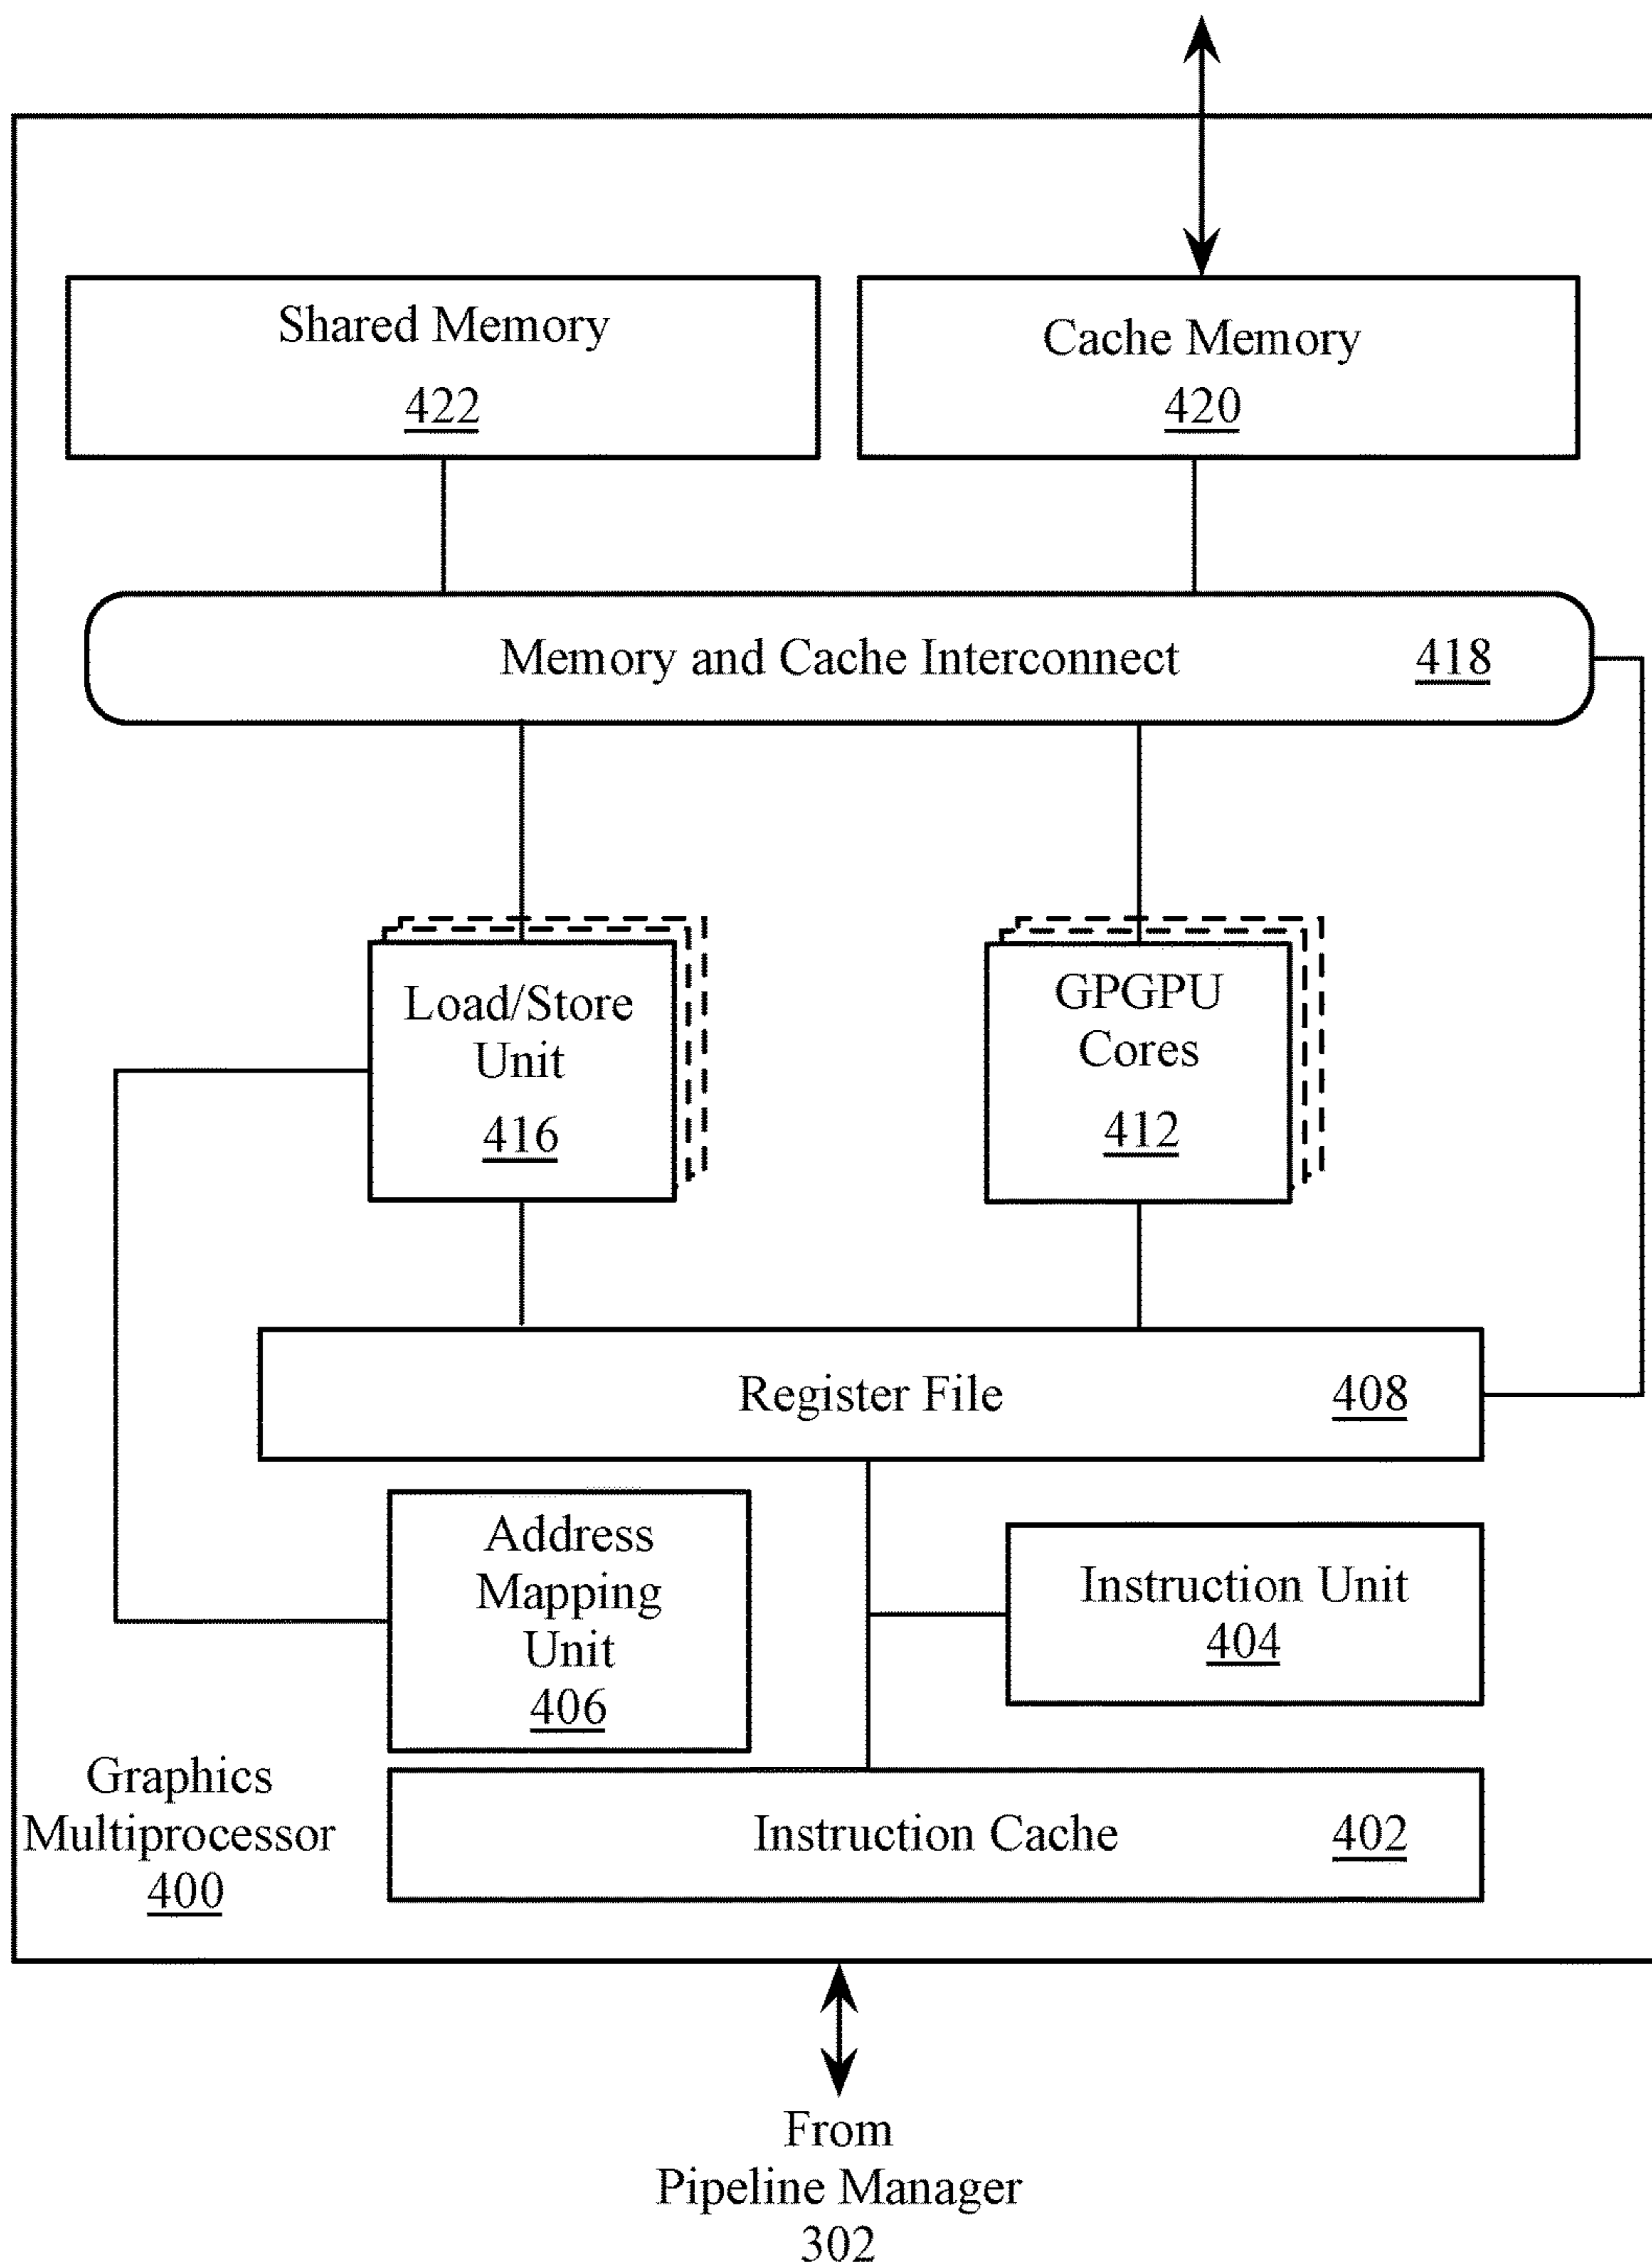 Shared Memory
422
Cache Memory
420
Memory and Cache Interconnect 418
Load/Store
Unit
416
GPGPU
Cores
412
Register File 408
Address
Mapping
Unit
406
Instruction Unit
404
Graphics
Multiprocessor
400
Instruction Cache 402
From
Pipeline Manager
302